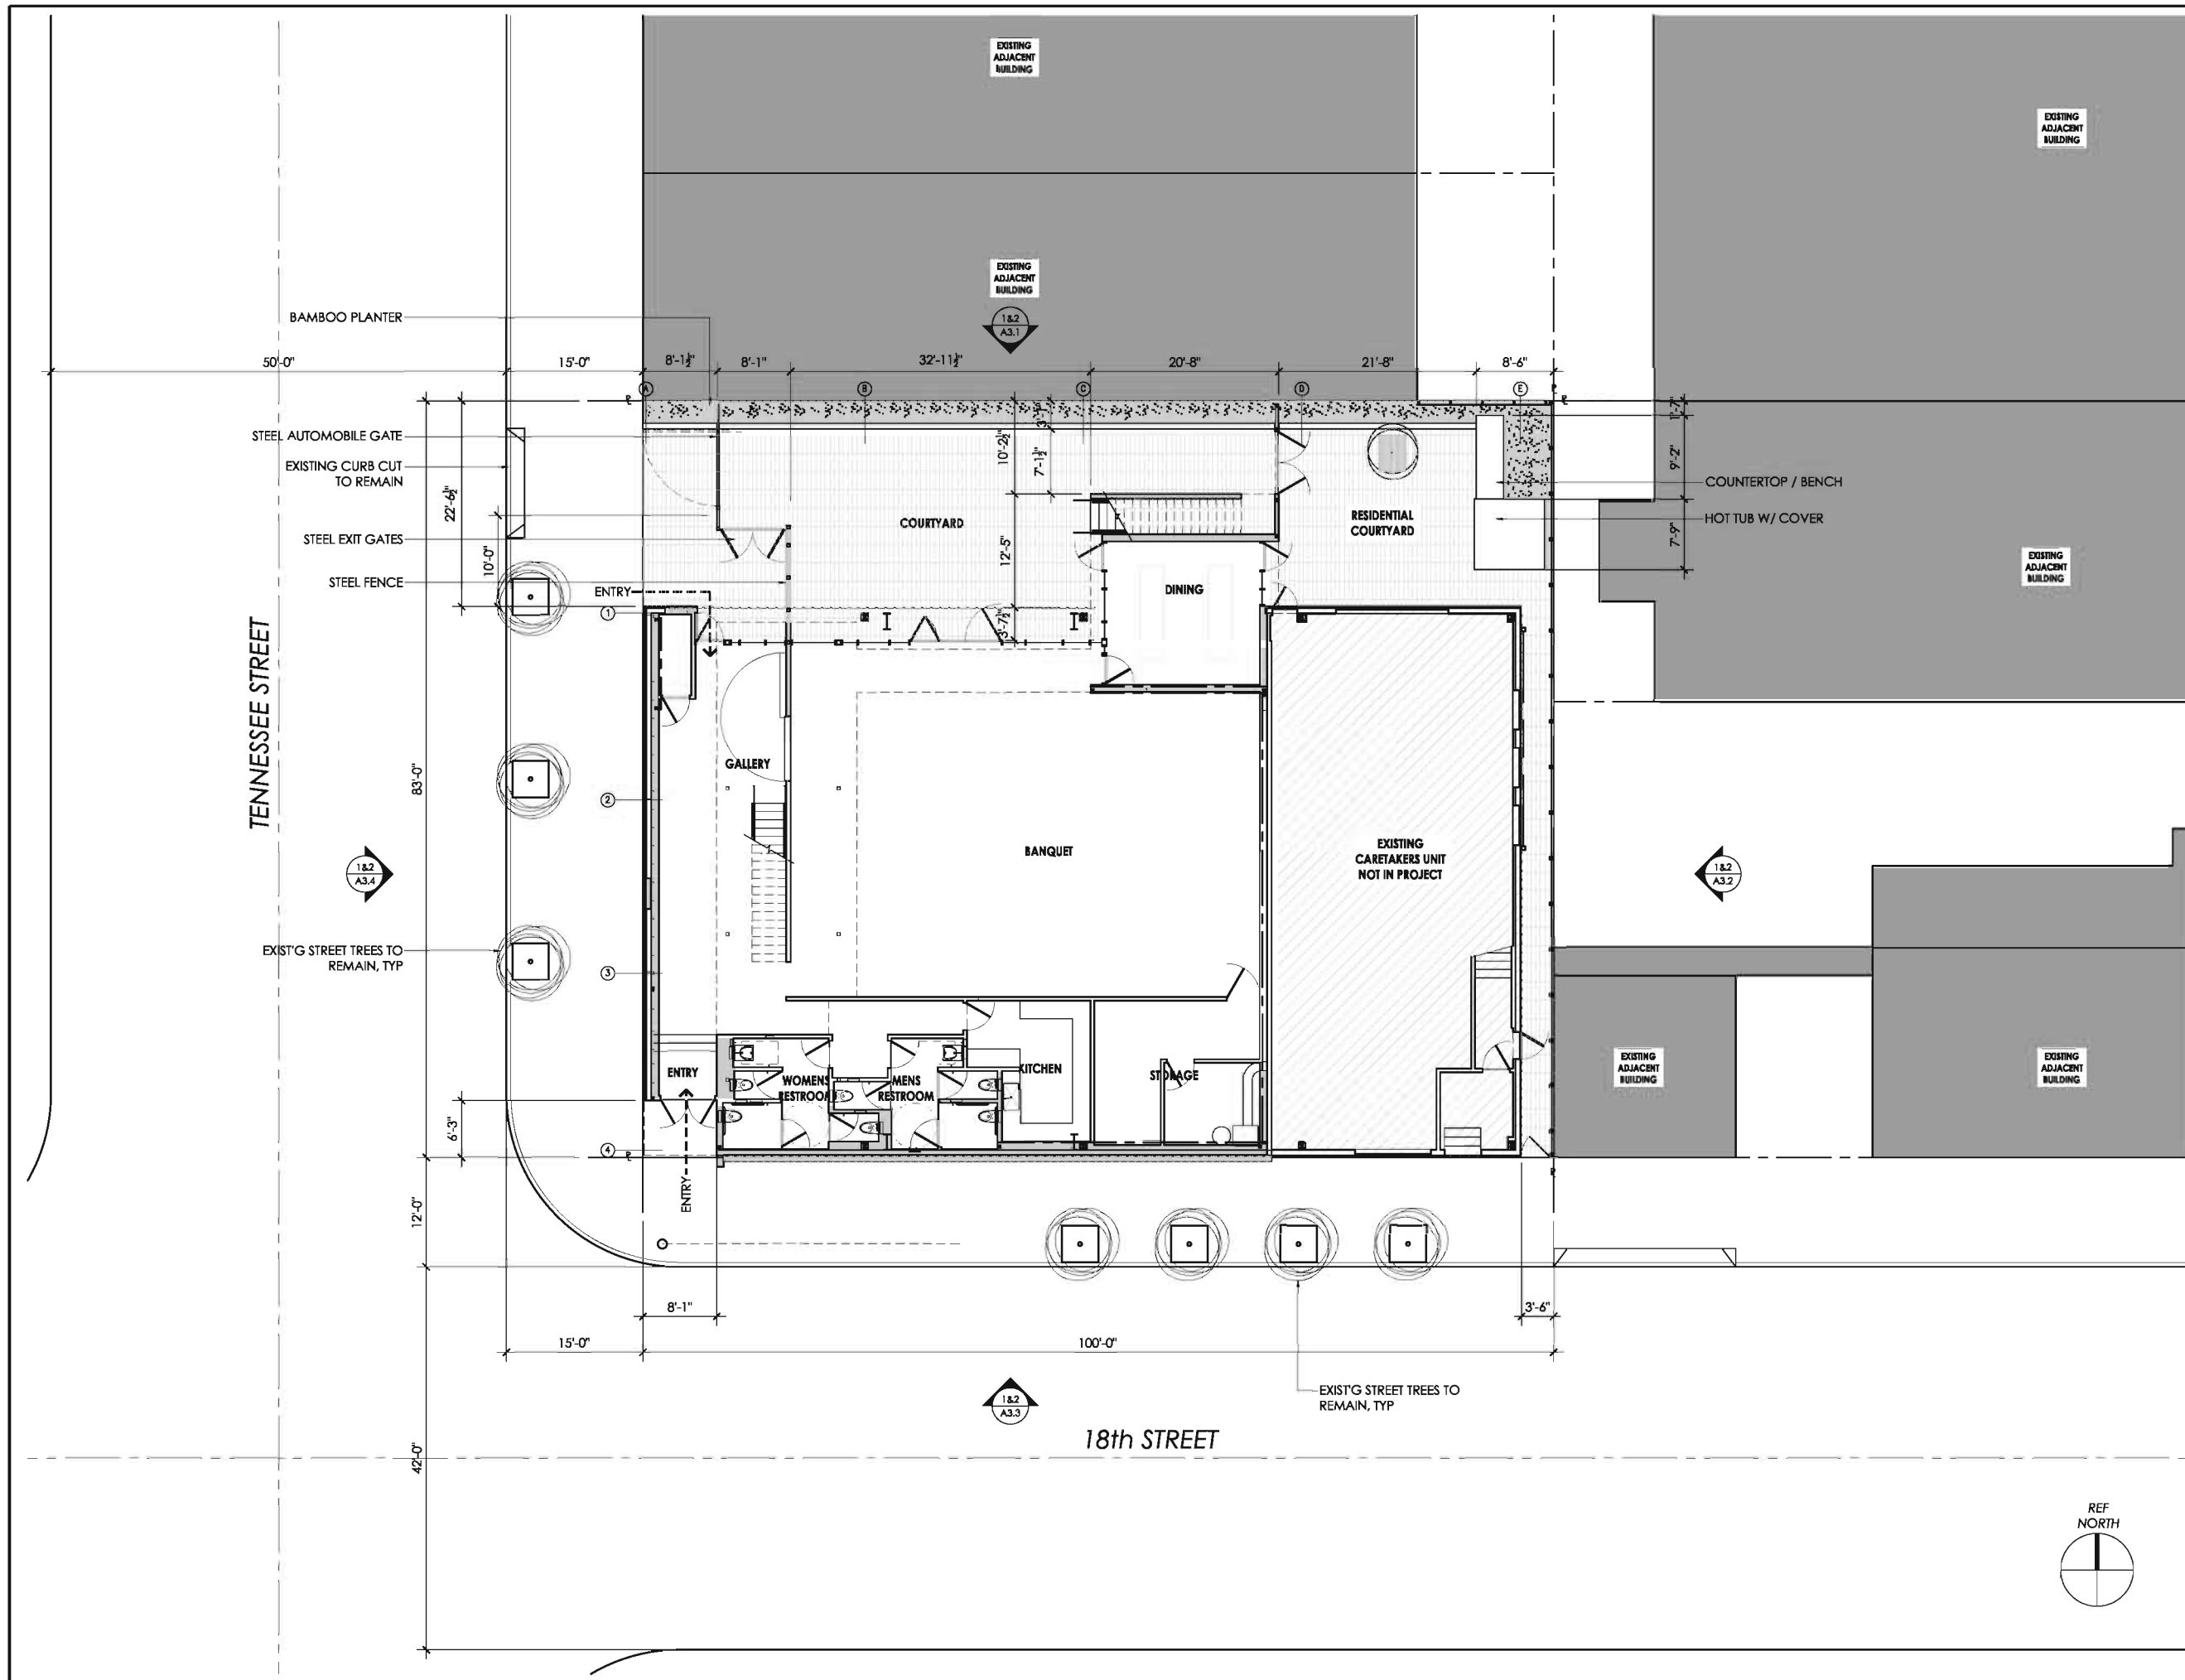 EXISTING
ADJACENT
BUILDING
EXISTING
ADJACENT
BUILDING
EXISTING
ADJACENT
BUILDING
1&2
A3.1
BAMBOO PLANTER
50'-0"
15'-0"
8'-1½"
8'-1"
32'-11½"
20'-8"
21'-8"
8'-6"
A
B
C
D
E
STEEL AUTOMOBILE GATE
EXISTING CURB CUT
TO REMAIN
STEEL EXIT GATES
STEEL FENCE
22'-6½"
10'-0"
3'-1"
10'-2½"
7'-1½"
12'-5"
3'-7½"
1'-7"
9'-2"
7'-9"
COUNTERTOP / BENCH
HOT TUB W/ COVER
COURTYARD
RESIDENTIAL
COURTYARD
EXISTING
ADJACENT
BUILDING
ENTRY
DINING
1
TENNESSEE STREET
83'-0"
GALLERY
2
BANQUET
EXISTING
CARETAKERS UNIT
NOT IN PROJECT
1&2
A3.4
1&2
A3.2
EXIST'G STREET TREES TO
REMAIN, TYP
3
ENTRY
WOMENS
RESTROOM
MENS
RESTROOM
KITCHEN
STORAGE
EXISTING
ADJACENT
BUILDING
EXISTING
ADJACENT
BUILDING
6'-3"
4
ENTRY
12'-0"
8'-1"
3'-6"
15'-0"
100'-0"
1&2
A3.3
EXIST'G STREET TREES TO
REMAIN, TYP
18th STREET
42'-0"
REF
NORTH